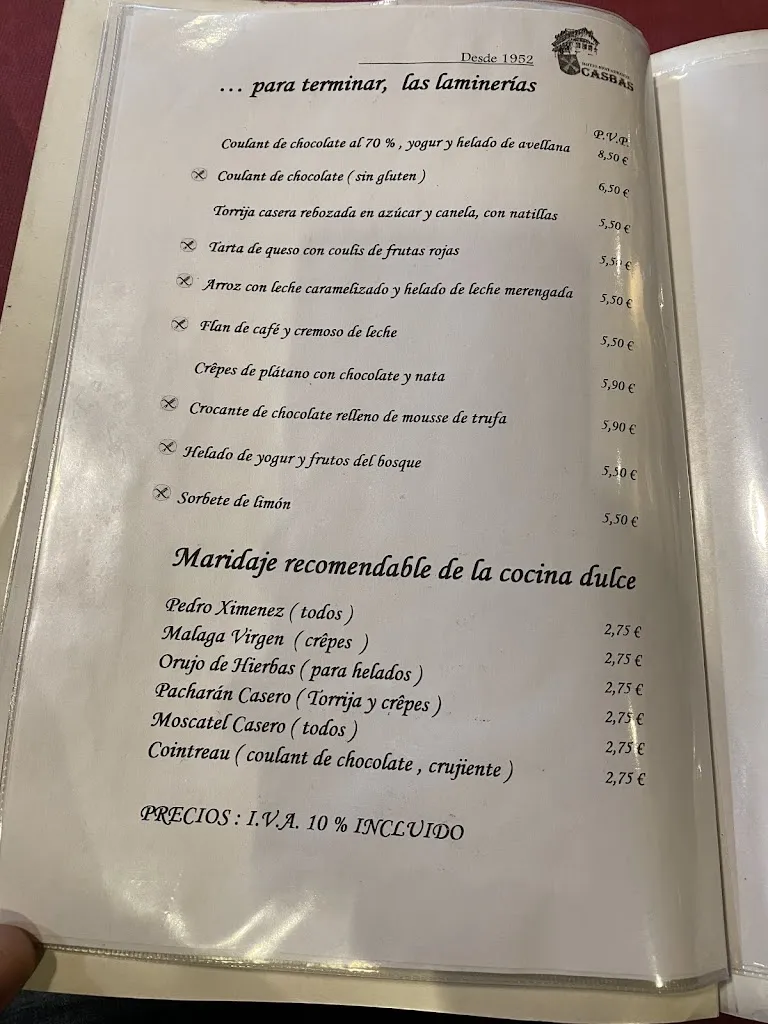 Desde 1952
CASBAS
... para terminar, las laminerías
P.V.P.
Coulant de chocolate al 70 % , yogur y helado de avellana 8,50 €
Coulant de chocolate ( sin gluten ) 6,50 €
Torrija casera rebozada en azúcar y canela, con natillas 5,50 €
Tarta de queso con coulis de frutas rojas 5,50 €
Arroz con leche caramelizado y helado de leche merengada 5,50 €
Flan de café y cremoso de leche 5,50 €
Crêpes de plátano con chocolate y nata 5,90 €
Crocante de chocolate relleno de mousse de trufa 5,90 €
Helado de yogur y frutos del bosque 5,50 €
Sorbete de limón 5,50 €
Maridaje recomendable de la cocina dulce
Pedro Ximenez ( todos ) 2,75 €
Malaga Virgen ( crêpes ) 2,75 €
Orujo de Hierbas ( para helados ) 2,75 €
Pacharán Casero ( Torrija y crêpes ) 2,75 €
Moscatel Casero ( todos ) 2,75 €
Cointreau ( coulant de chocolate , crujiente ) 2,75 €
PRECIOS : I.V.A. 10 % INCLUIDO